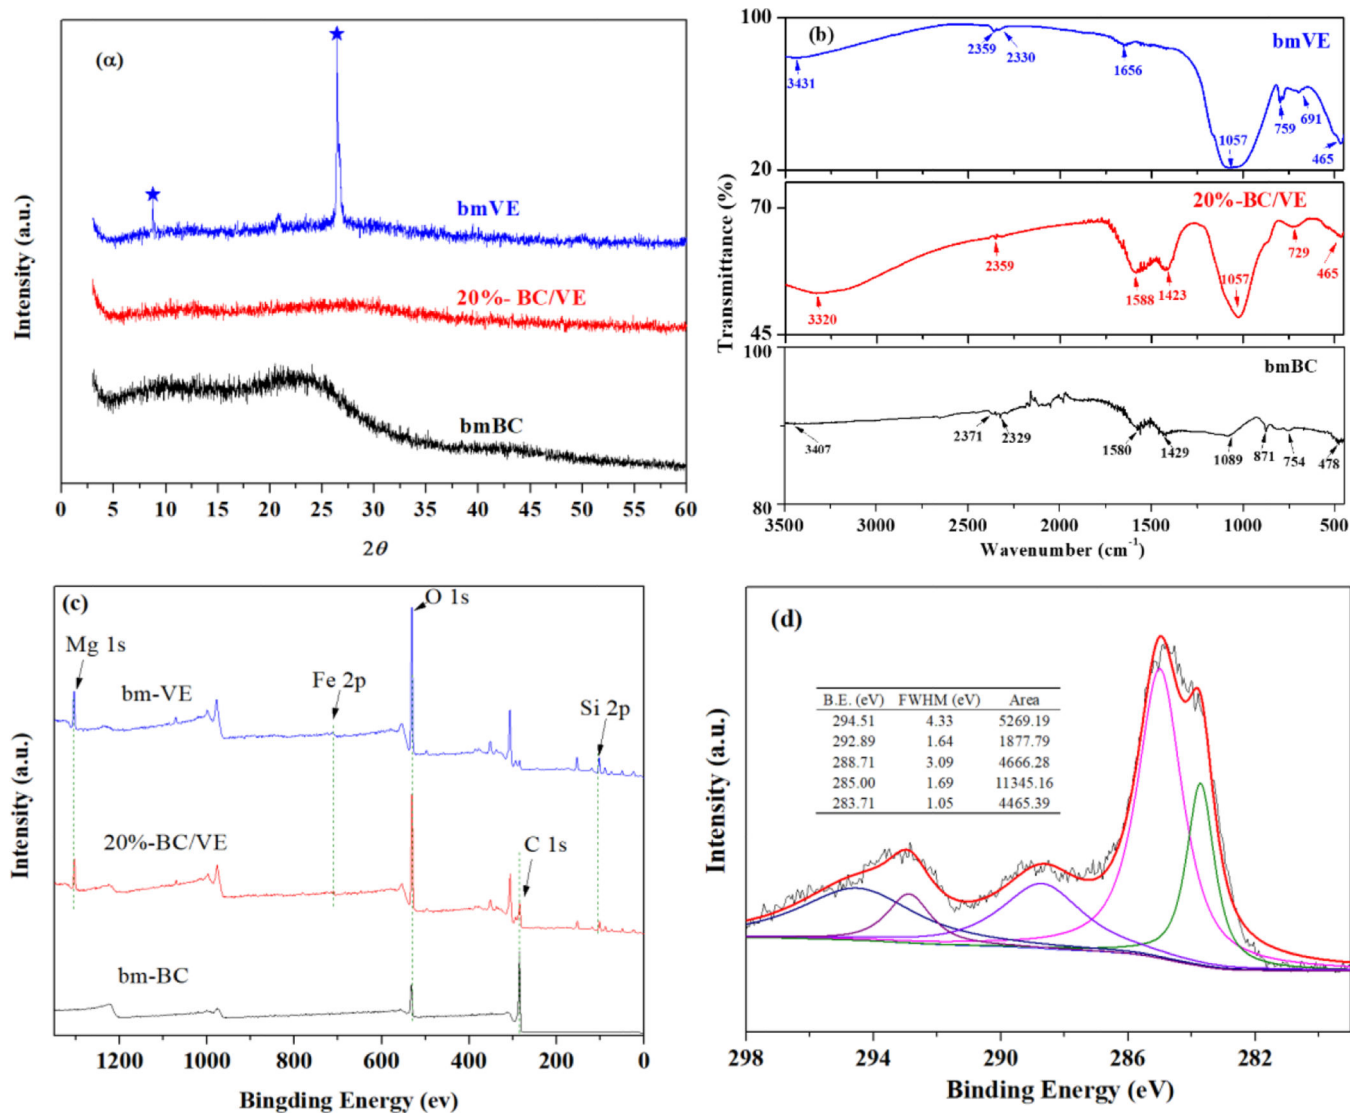 (α)
bmVE
20%- BC/VE
bmBC
Intensity (a.u.)
0 5 10 15 20 25 30 35 40 45 50 55 60
2θ
(b)
bmVE
100
20
3431
2359
2330
1656
1057
759
691
465
20%-BC/VE
70
45
3320
2359
1588
1423
1057
729
465
bmBC
100
80
3407
2371
2329
1580
1429
1089
871
754
478
Transmittance (%)
3500 3000 2500 2000 1500 1000 500
Wavenumber (cm⁻¹)
(c)
O 1s
Mg 1s
bm-VE
Fe 2p
Si 2p
20%-BC/VE
C 1s
bm-BC
Intensity (a.u.)
1200 1000 800 600 400 200 0
Bingding Energy (ev)
(d)
B.E. (eV) FWHM (eV) Area
294.51 4.33 5269.19
292.89 1.64 1877.79
288.71 3.09 4666.28
285.00 1.69 11345.16
283.71 1.05 4465.39
Intensity (a.u.)
298 294 290 286 282
Binding Energy (eV)